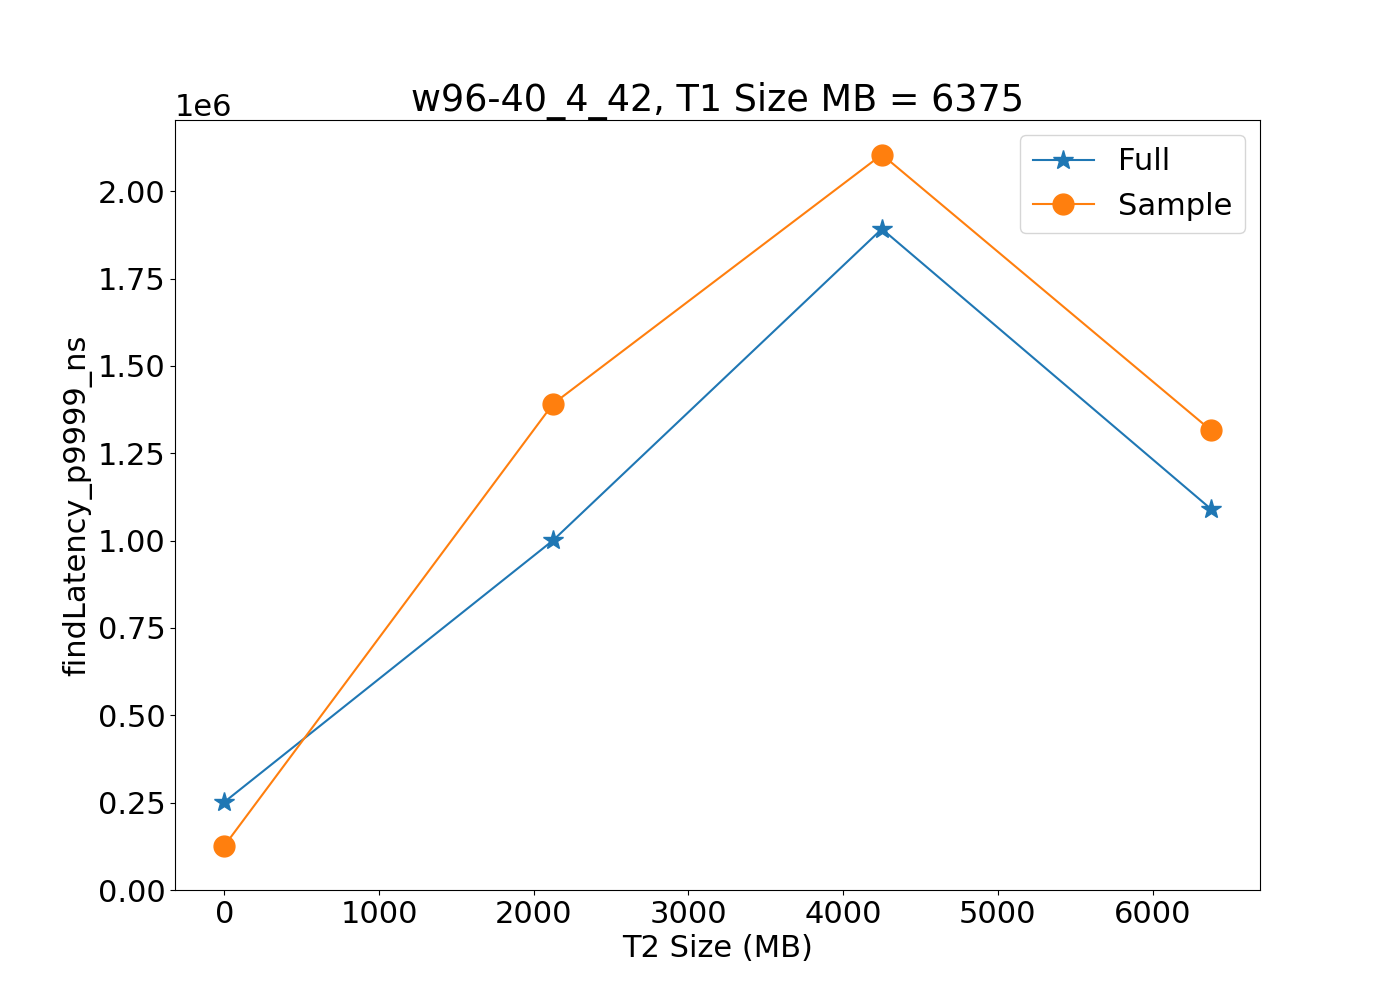 w96-40_4_42, T1 Size MB = 6375
1e6
Full
Sample
2.00
1.75
1.50
1.25
1.00
0.75
0.50
0.25
0.00
findLatency_p9999_ns
0 1000 2000 3000 4000 5000 6000
T2 Size (MB)